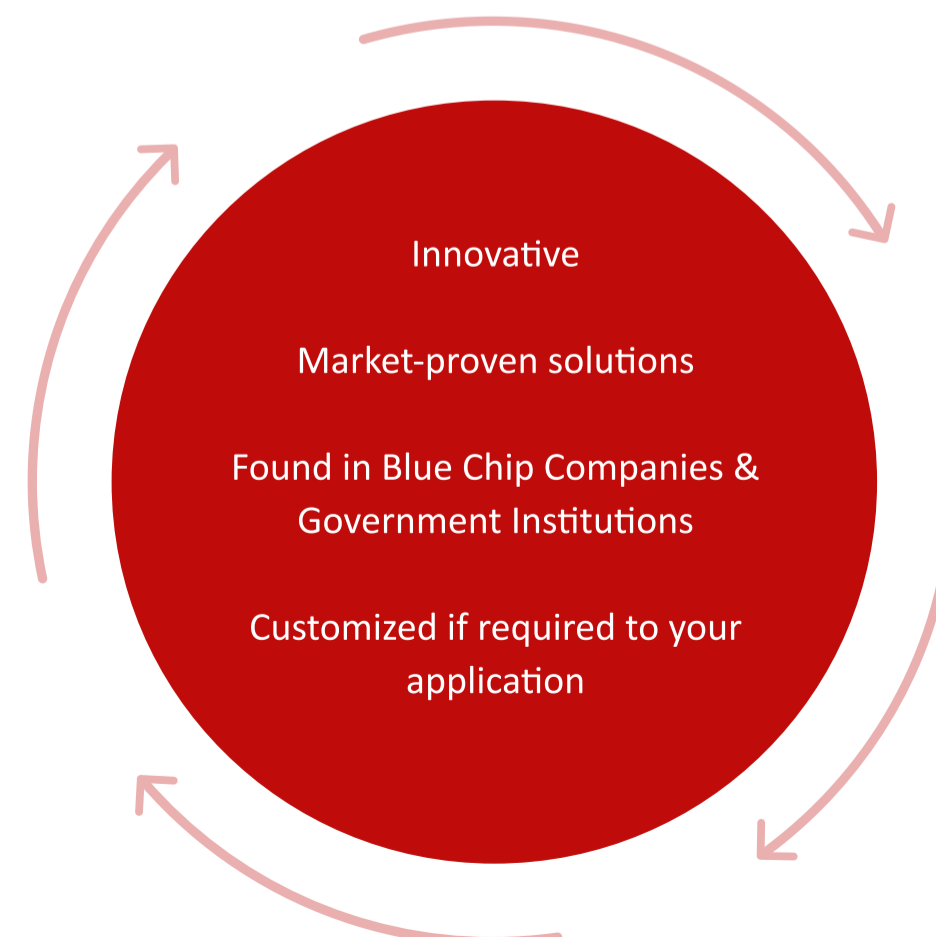 Innovative
Market-proven solutions
Found in Blue Chip Companies &
Government Institutions
Customized if required to your
application